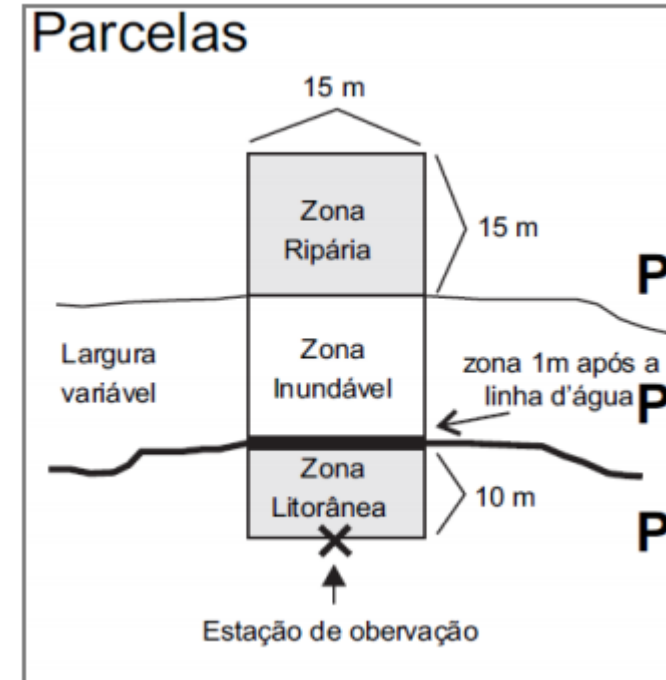 Parcelas
15 m
Zona
Ripária
15 m
P
Largura
variável
Zona
Inundável
zona 1m após a
linha d'água
P
Zona
Litorânea
10 m
P
Estação de obervação